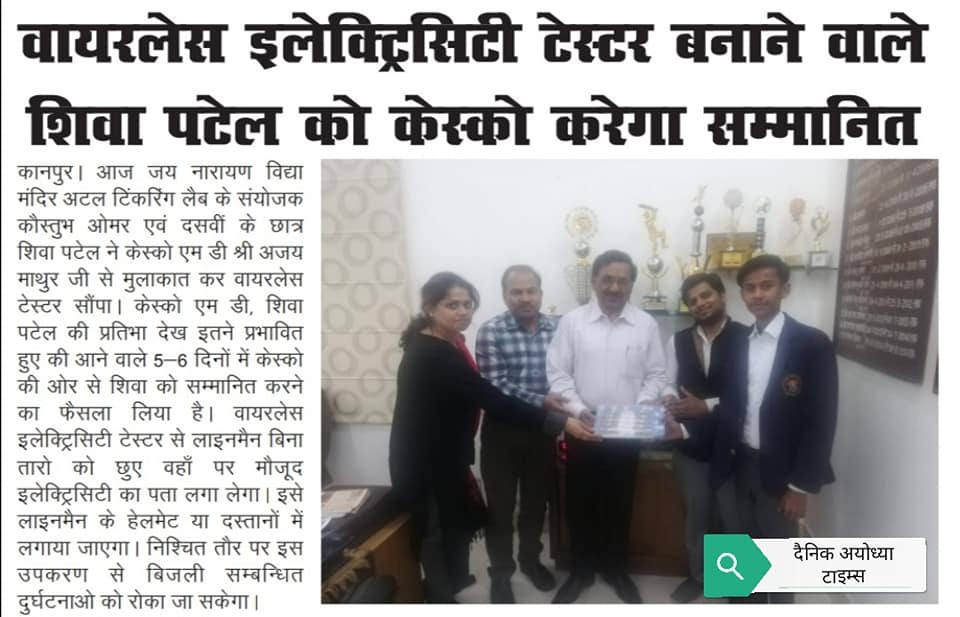 वायरलेस इलेक्ट्रिसिटी टेस्टर बनाने वाले
शिवा पटेल को केस्को करेगा सम्मानित
कानपुर। आज जय नारायण विद्या
मंदिर अटल टिंकरिंग लैब के संयोजक
कौस्तुभ ओमर एवं दसवीं के छात्र
शिवा पटेल ने केस्को एम डी श्री अजय
माथुर जी से मुलाकात कर वायरलेस
टेस्टर सौंपा। केस्को एम डी, शिवा
पटेल की प्रतिभा देख इतने प्रभावित
हुए की आने वाले 5–6 दिनों में केस्को
की ओर से शिवा को सम्मानित करने
का फैसला लिया है। वायरलेस
इलेक्ट्रिसिटी टेस्टर से लाइनमैन बिना
तारो को छुए वहाँ पर मौजूद
इलेक्ट्रिसिटी का पता लगा लेगा। इसे
लाइनमैन के हेलमेट या दस्तानों में
लगाया जाएगा। निश्चित तौर पर इस
उपकरण से बिजली सम्बन्धित
दुर्घटनाओ को रोका जा सकेगा।
दैनिक अयोध्या
टाइम्स